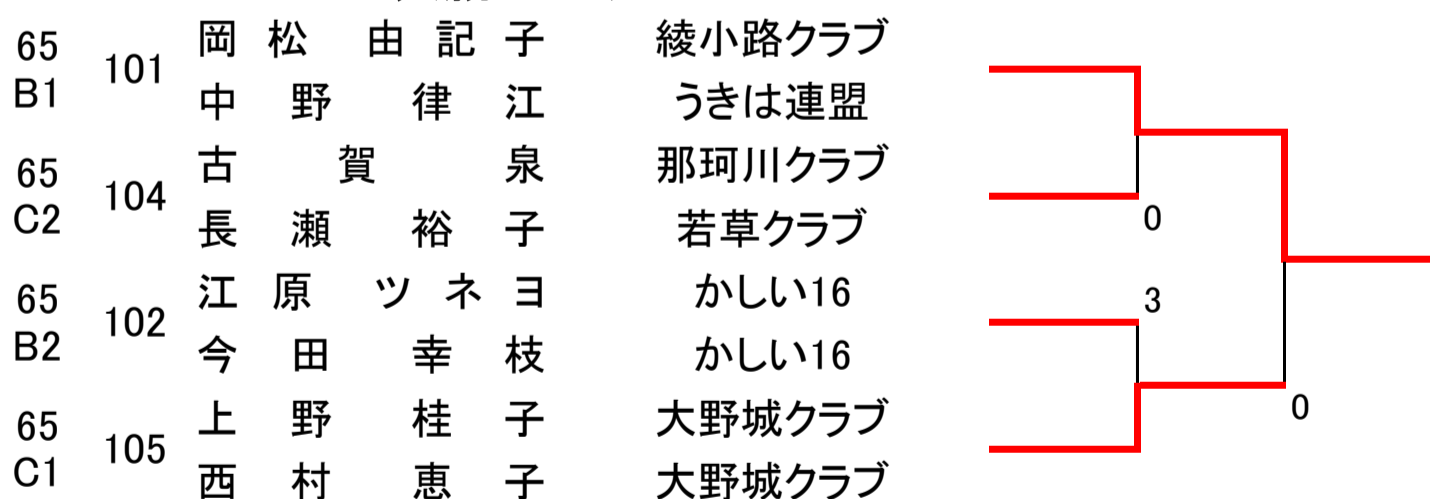 岡松 由記子 綾小路クラブ
65 B1 101
中野 律江 うきは連盟
古賀 泉 那珂川クラブ
65 C2 104 0
長瀬 裕子 若草クラブ
江原 ツネヨ かしい16
65 B2 102 3
今田 幸枝 かしい16
上野 桂子 大野城クラブ 0
65 C1 105
西村 恵子 大野城クラブ